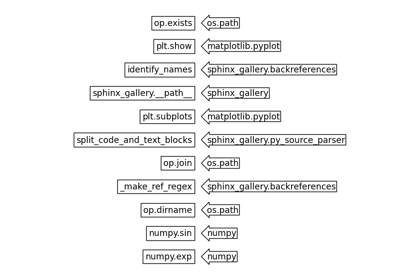 op.exists os.path
plt.show matplotlib.pyplot
identify_names sphinx_gallery.backreferences
sphinx_gallery.__path__ sphinx_gallery
plt.subplots matplotlib.pyplot
split_code_and_text_blocks sphinx_gallery.py_source_parser
op.join os.path
_make_ref_regex sphinx_gallery.backreferences
op.dirname os.path
numpy.sin numpy
numpy.exp numpy